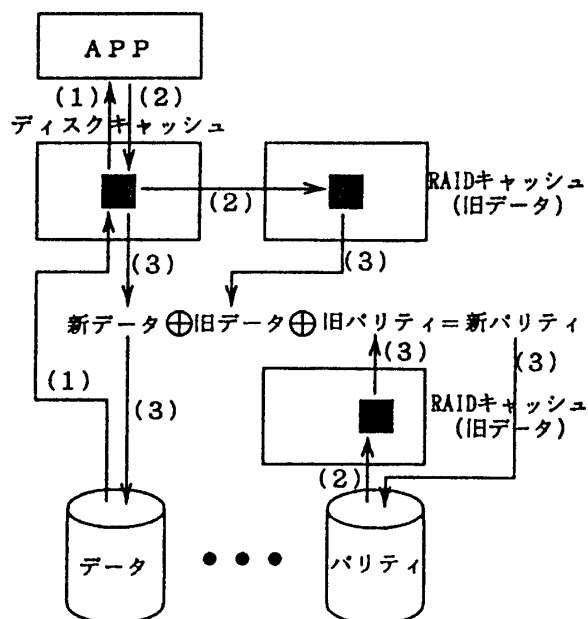 APP
(1) (2)
ディスクキャッシュ
RAIDキャッシュ
(旧データ)
(2)
(3) (3)
新データ⊕旧データ⊕旧パリティ=新パリティ
(3) (3)
(1) (3)
RAIDキャッシュ
(旧データ)
(2)
データ ● ● ● パリティ